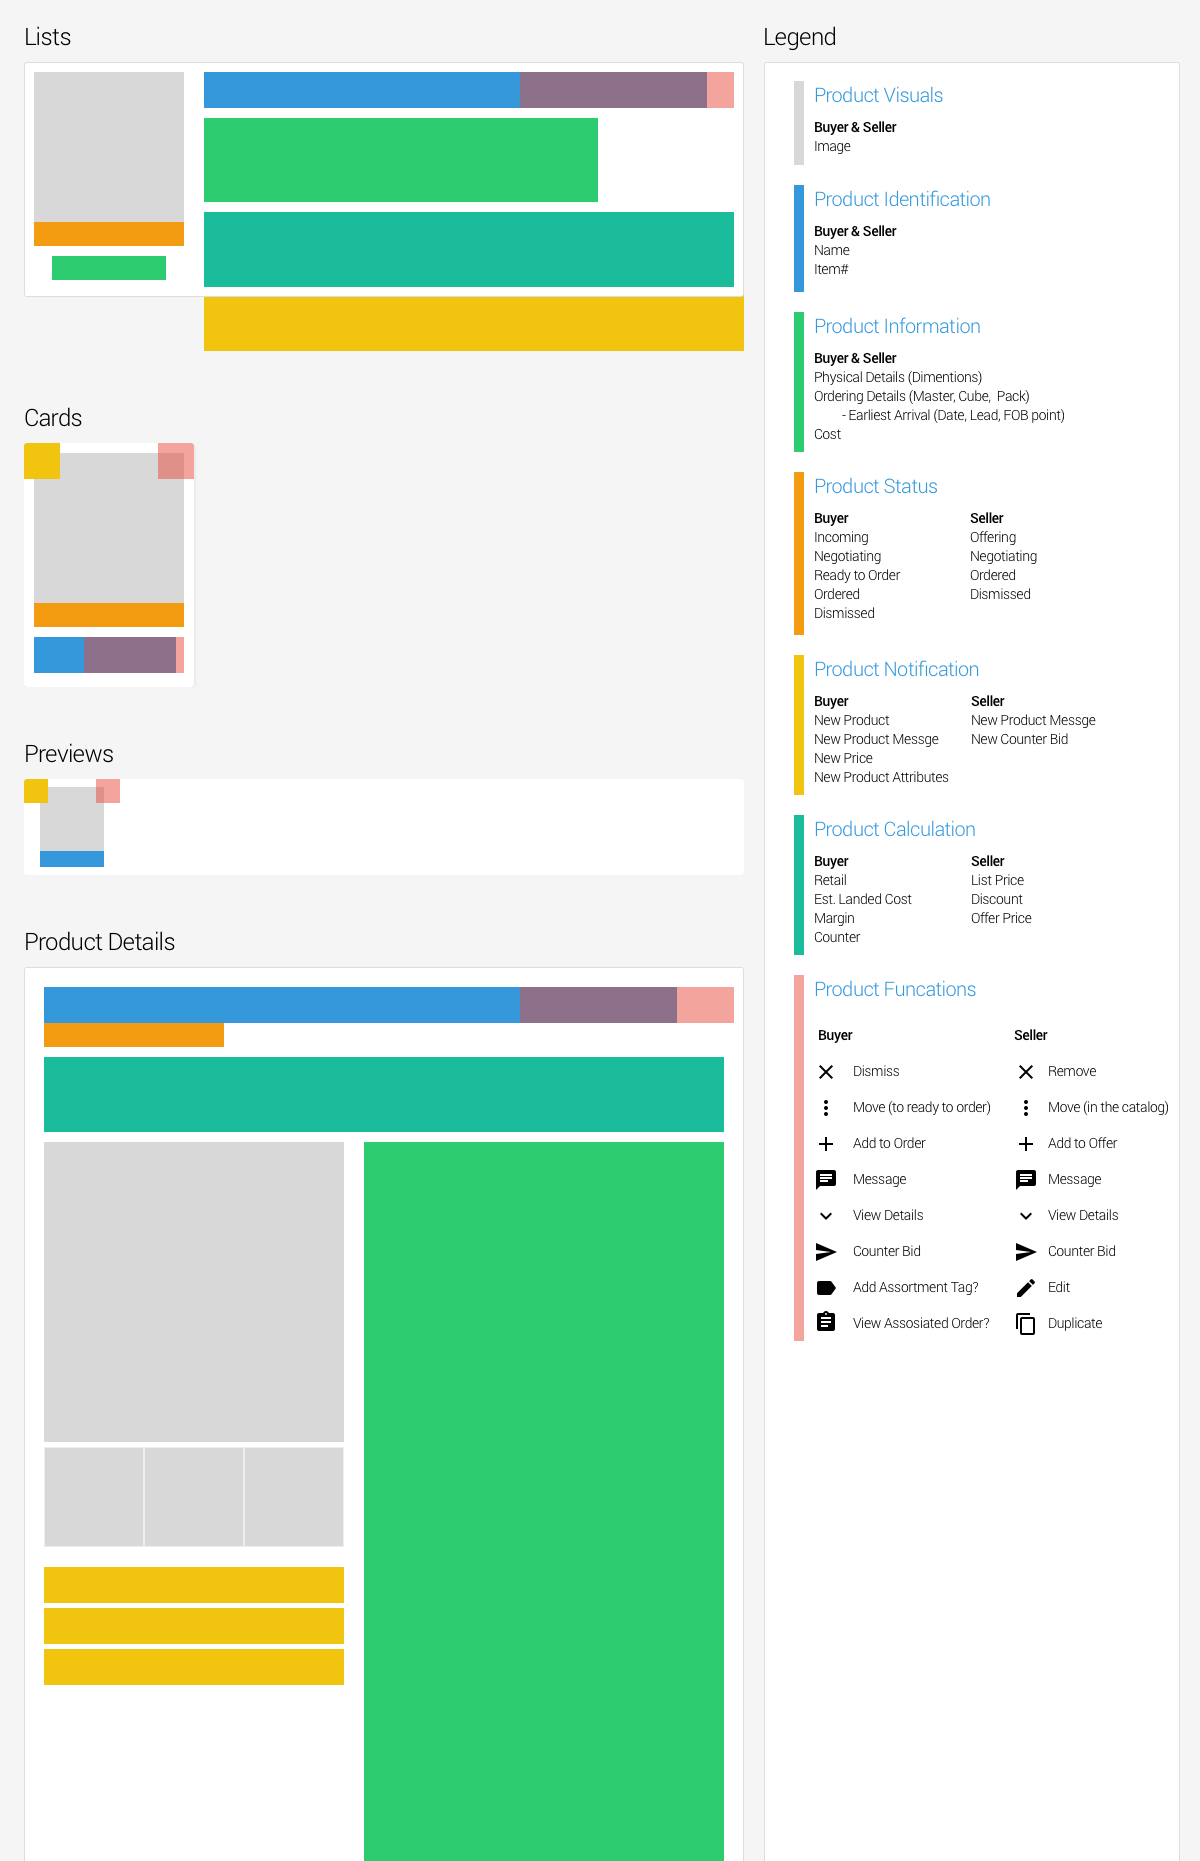 Lists
Cards
Previews
Product Details
Legend
Product Visuals
Buyer & Seller
Image
Product Identification
Buyer & Seller
Name
Item#
Product Information
Buyer & Seller
Physical Details (Dimentions)
Ordering Details (Master, Cube, Pack)
- Earliest Arrival (Date, Lead, FOB point)
Cost
Product Status
Buyer
Incoming
Negotiating
Ready to Order
Ordered
Dismissed
Seller
Offering
Negotiating
Ordered
Dismissed
Product Notification
Buyer
New Product
New Product Messge
New Price
New Product Attributes
Seller
New Product Messge
New Counter Bid
Product Calculation
Buyer
Retail
Est. Landed Cost
Margin
Counter
Seller
List Price
Discount
Offer Price
Product Funcations
Buyer
Dismiss
Move (to ready to order)
Add to Order
Message
View Details
Counter Bid
Add Assortment Tag?
View Assosiated Order?
Seller
Remove
Move (in the catalog)
Add to Offer
Message
View Details
Counter Bid
Edit
Duplicate